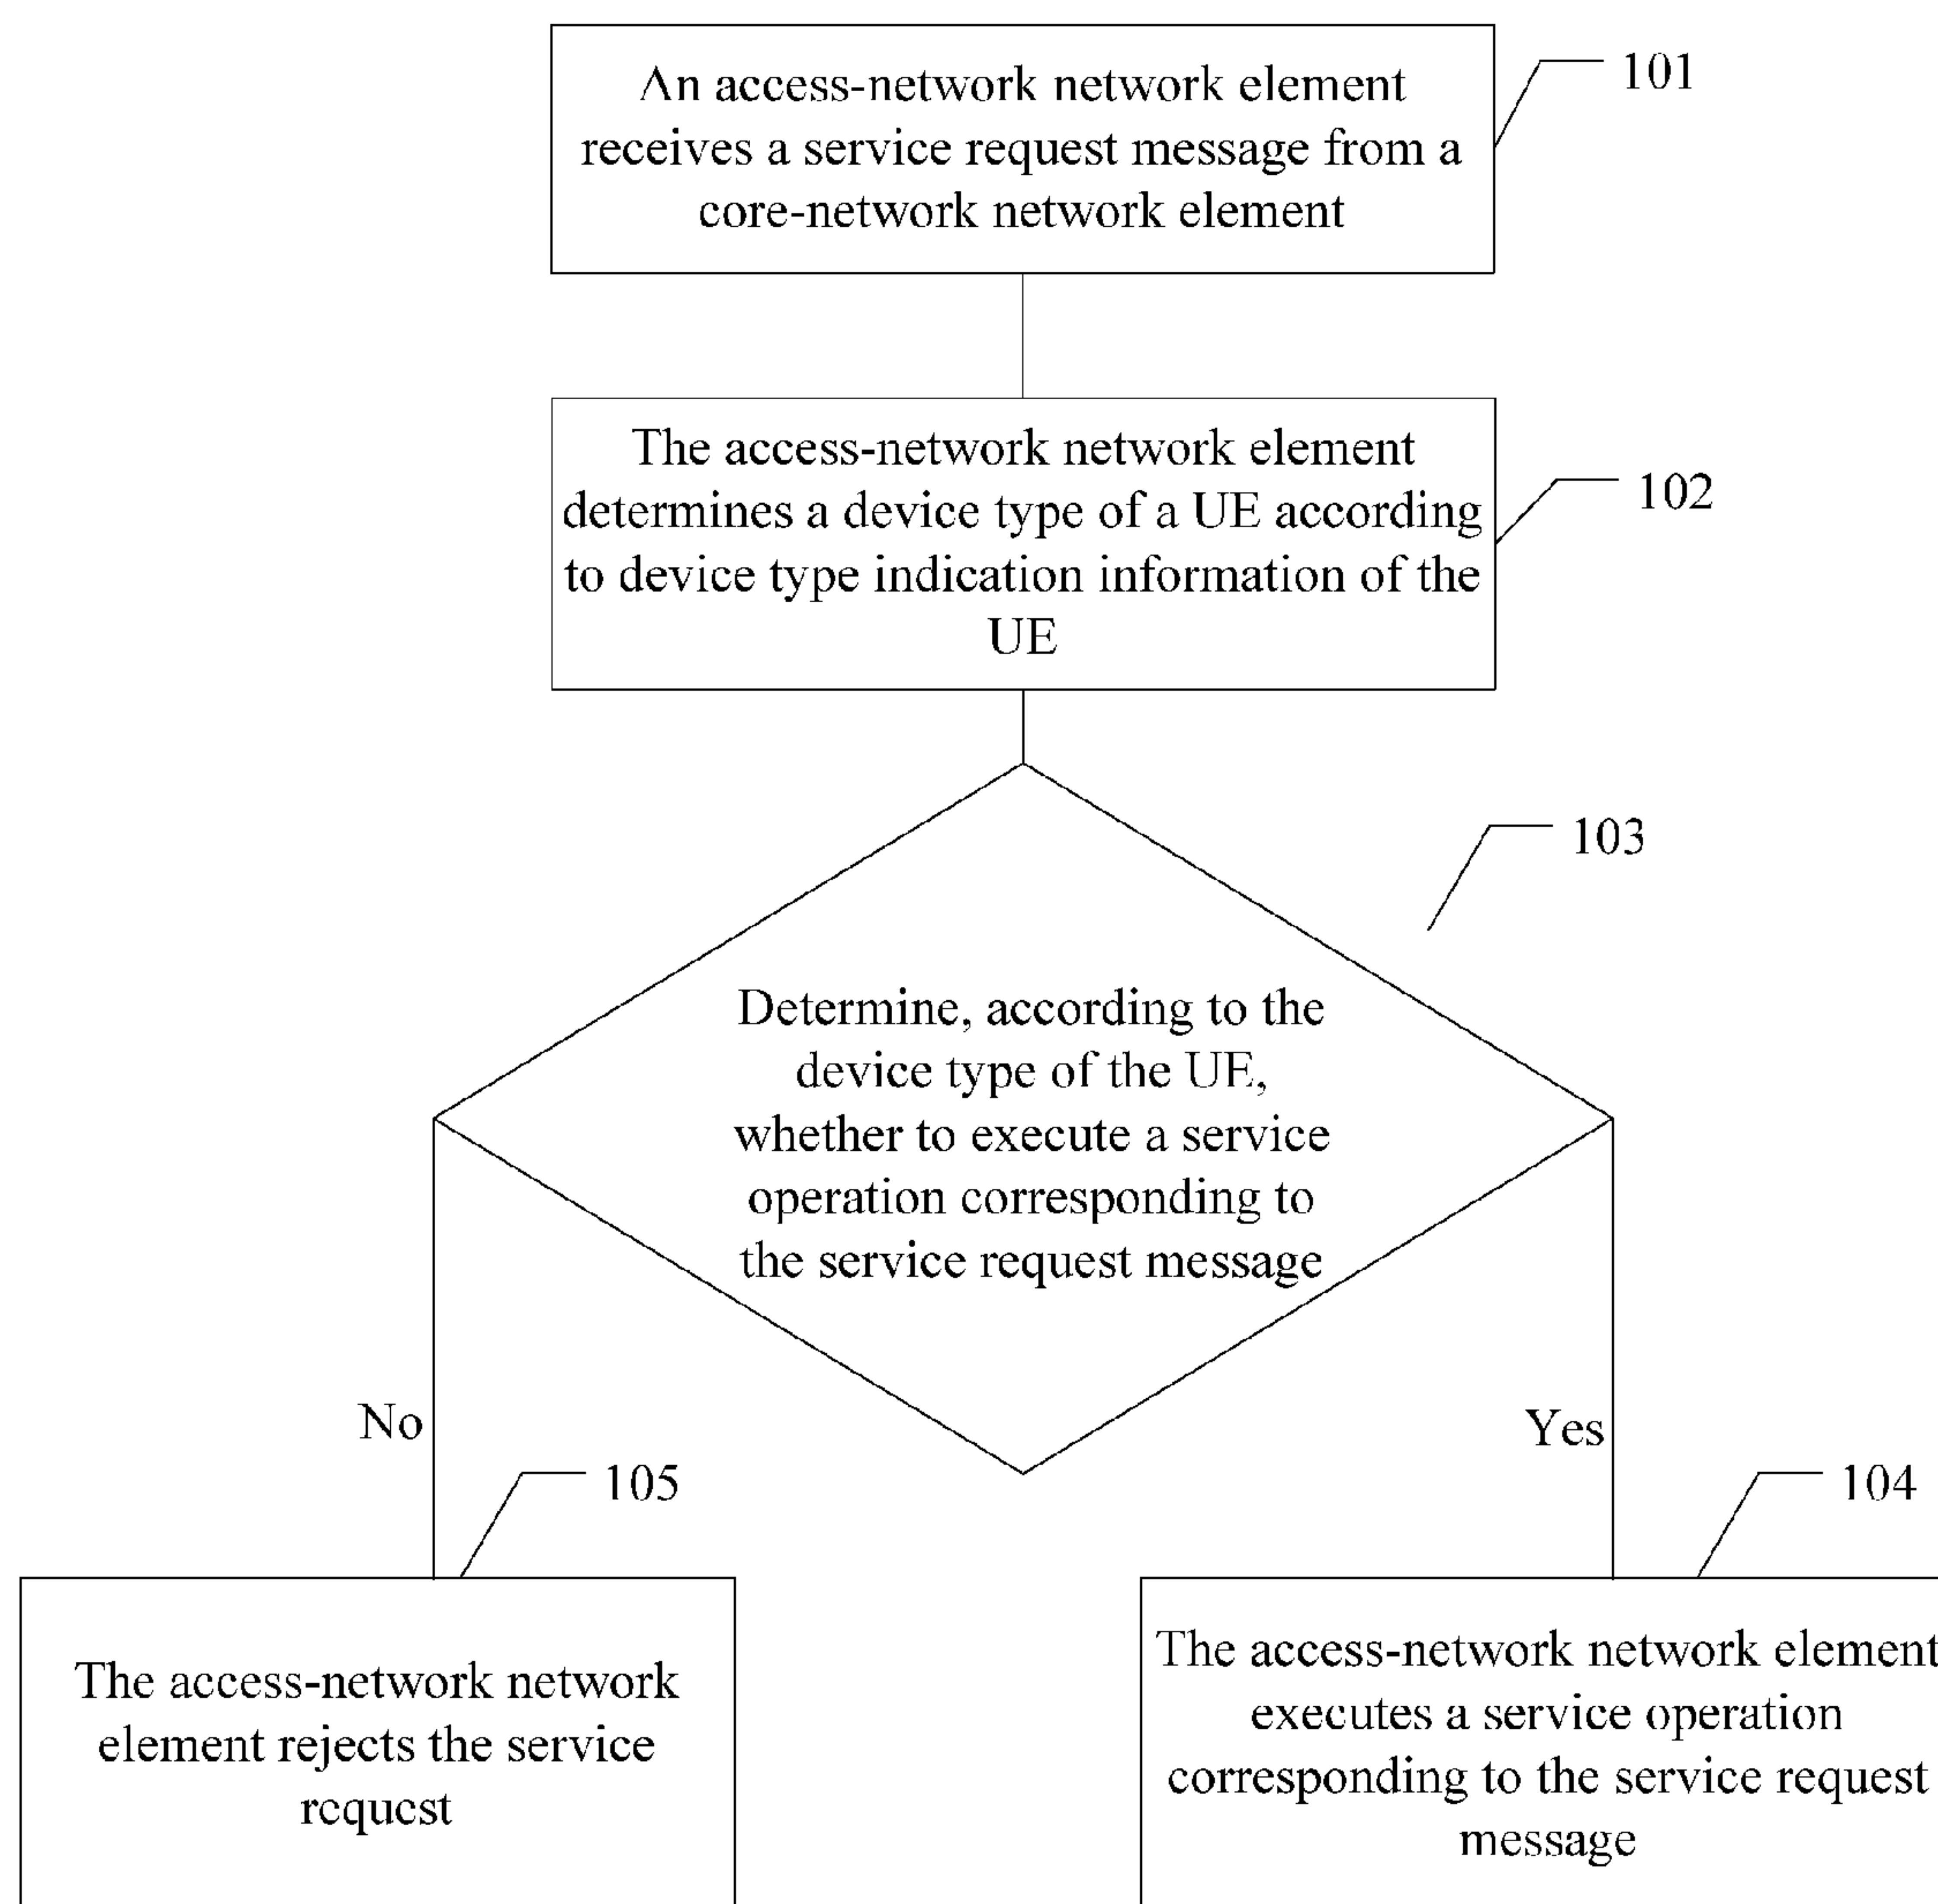 An access-network network element
receives a service request message from a
core-network network element
101
The access-network network element
determines a device type of a UE according
to device type indication information of the
UE
102
103
Determine, according to the
device type of the UE,
whether to execute a service
operation corresponding to
the service request message
No
Yes
105
104
The access-network network
element rejects the service
request
The access-network network element
executes a service operation
corresponding to the service request
message